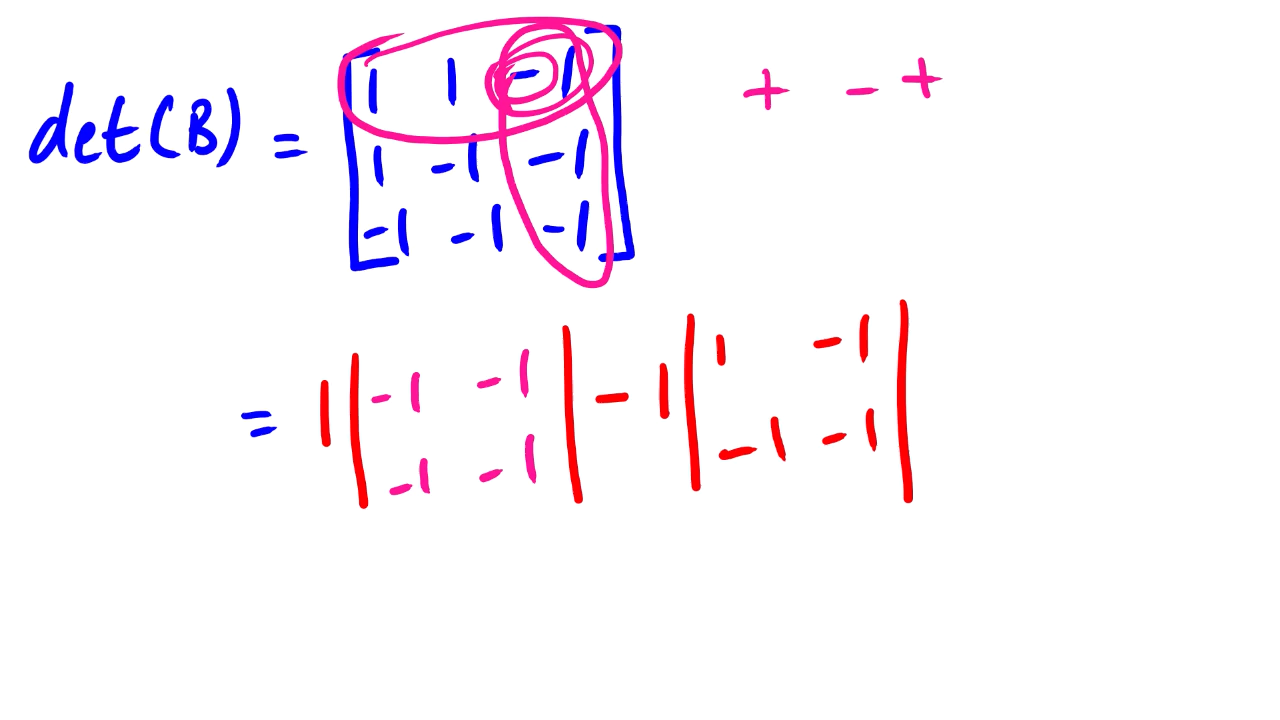 det(B) = [ 1 1 -1 + - +
1 -1 -1
-1 -1 -1 ]
= 1 | -1 -1 | - 1 | 1 -1 |
| -1 -1 | | -1 -1 |